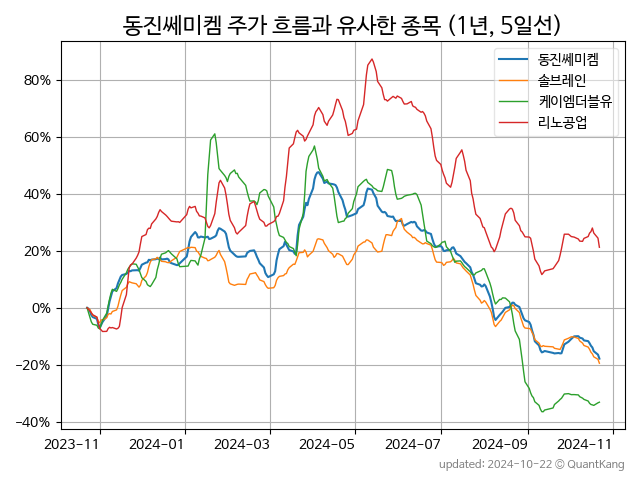 동진쎄미켐 주가 흐름과 유사한 종목 (1년, 5일선)
동진쎄미켐
솔브레인
케이엠더블유
리노공업
80%
60%
40%
20%
0%
−20%
−40%
2023-11 2024-01 2024-03 2024-05 2024-07 2024-09 2024-11
updated: 2024-10-22 © QuantKang